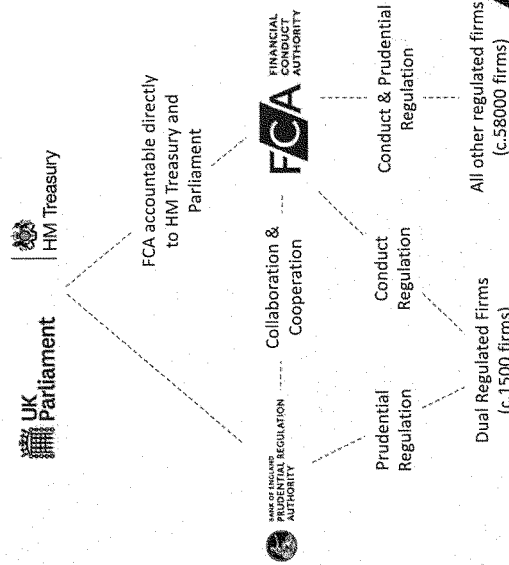 UK
Parliament
HM Treasury
FCA accountable directly
to HM Treasury and
Parliament
BANK OF ENGLAND
PRUDENTIAL REGULATION
AUTHORITY
Collaboration &
Cooperation
FCA
FINANCIAL
CONDUCT
AUTHORITY
Prudential
Regulation
Conduct
Regulation
Conduct & Prudential
Regulation
Dual Regulated Firms
(c.1500 firms)
All other regulated firms
(c.58000 firms)